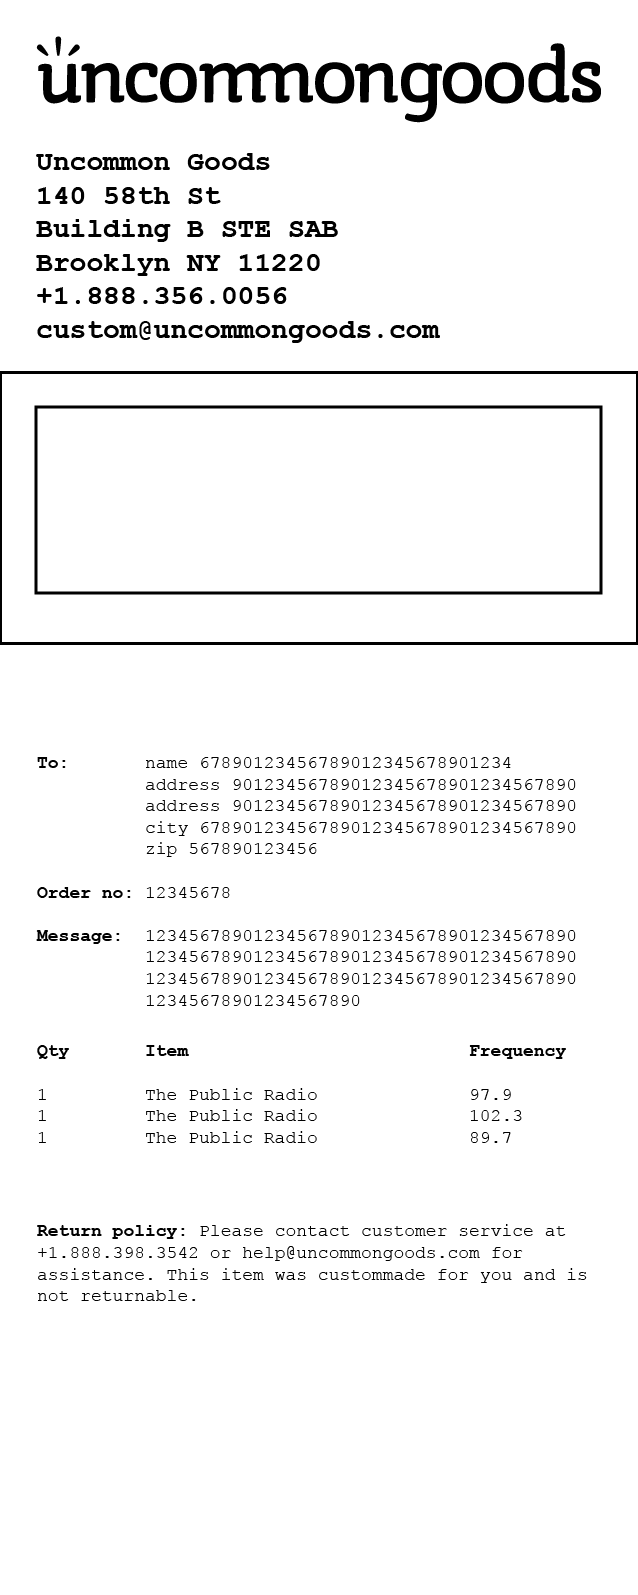 uncommongoods
Uncommon Goods
140 58th St
Building B STE SAB
Brooklyn NY 11220
+1.888.356.0056
custom@uncommongoods.com
To: name 67890123456789012345678901234
address 90123456789012345678901234567890
address 90123456789012345678901234567890
city 67890123456789012345678901234567890
zip 567890123456
Order no: 12345678
Message: 1234567890123456789012345678901234567890
1234567890123456789012345678901234567890
1234567890123456789012345678901234567890
12345678901234567890
Qty Item Frequency
1 The Public Radio 97.9
1 The Public Radio 102.3
1 The Public Radio 89.7
Return policy: Please contact customer service at
+1.888.398.3542 or help@uncommongoods.com for
assistance. This item was custommade for you and is
not returnable.